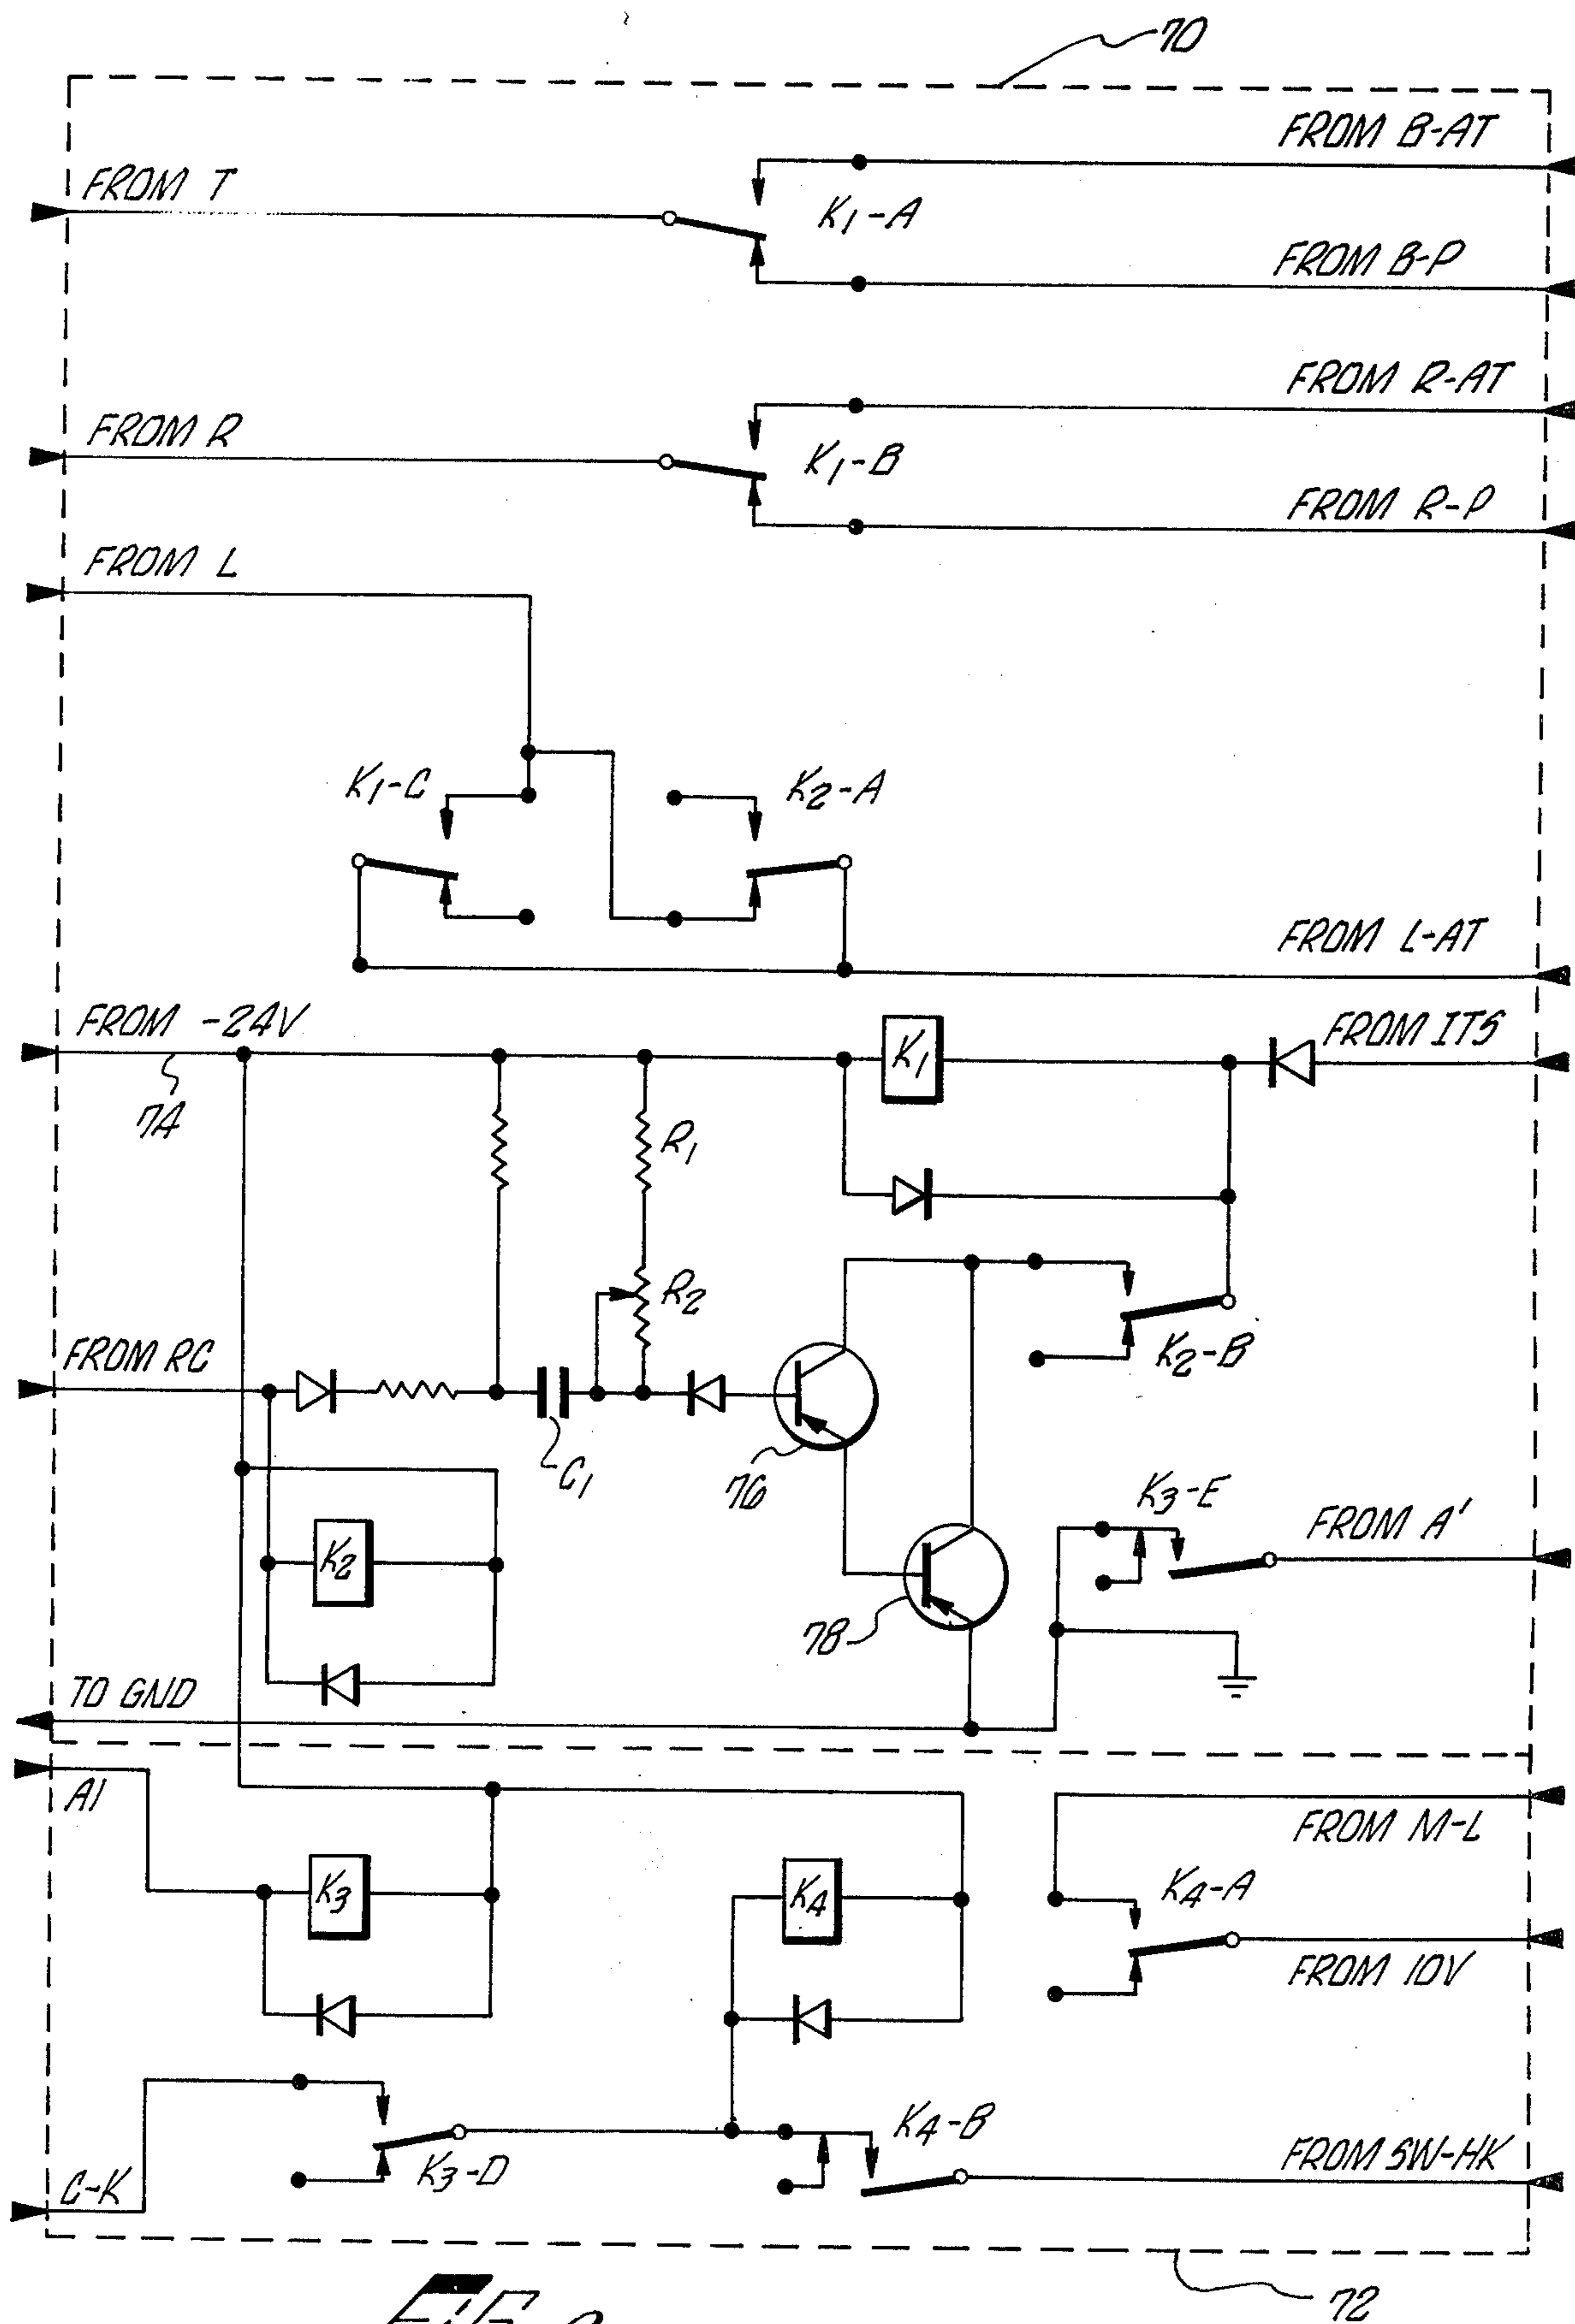 70
FROM B-AT
FROM T
K1-A
FROM B-P
FROM R-AT
FROM R
K1-B
FROM R-P
FROM L
K1-C
K2-A
FROM L-AT
FROM -24V
K1
FROM ITS
74
R1
R2
FROM RC
K2-B
C1
76
K3-E
FROM A'
K2
78
TO GND
A1
FROM M-L
K3
K4
K4-A
FROM 10V
K4-B
K3-D
FROM SW-HK
C-K
72